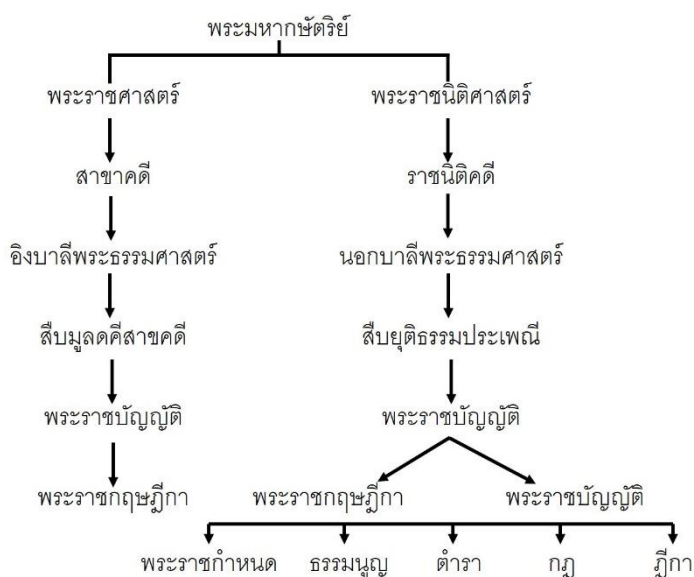 พระมหากษัตริย์
พระราชศาสตร์ พระราชนิติศาสตร์
สาขาคดี ราชนิติคดี
อิงบาลีพระธรรมศาสตร์ นอกบาลีพระธรรมศาสตร์
สืบมูลดคีสาขคดี สืบยุติธรรมประเพณี
พระราชบัญญัติ พระราชบัญญัติ
พระราชกฤษฎีกา พระราชกฤษฎีกา พระราชบัญญัติ
พระราชกำหนด ธรรมนูญ ตำรา กฎ ฎีกา